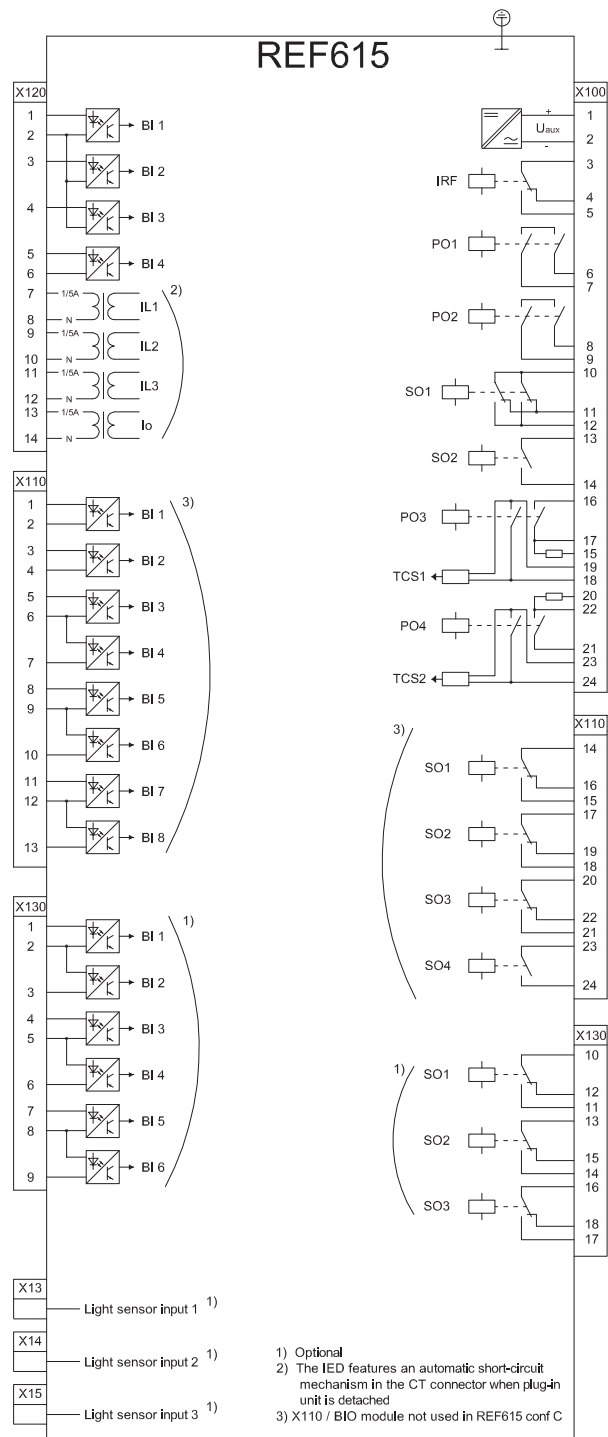 REF615
X120
1
2 BI 1
3 BI 2
4 BI 3
5
6 BI 4
7 1/5A 2)
8 N IL1
9 1/5A
10 N IL2
11 1/5A
12 N IL3
13 1/5A
14 N Io
X110
1 3)
2 BI 1
3
4 BI 2
5
6 BI 3
7 BI 4
8
9 BI 5
10 BI 6
11
12 BI 7
13 BI 8
X130
1 1)
2 BI 1
3 BI 2
4
5 BI 3
6 BI 4
7
8 BI 5
9 BI 6
X13
Light sensor input 1 1)
X14
Light sensor input 2 1)
X15
Light sensor input 3 1)
X100
+ 1
Uaux
- 2
3
IRF
4
5
PO1
6
7
PO2
8
9
10
SO1
11
12
13
SO2
14
16
PO3
17
15
19
TCS1 18
20
22
PO4
21
23
TCS2 24
X110
3) 14
SO1
16
15
17
SO2
19
18
20
SO3
22
21
23
SO4
24
X130
10
1) SO1
12
11
13
SO2
15
14
16
SO3
18
17
1) Optional
2) The IED features an automatic short-circuit
mechanism in the CT connector when plug-in
unit is detached
3) X110 / BIO module not used in REF615 conf C